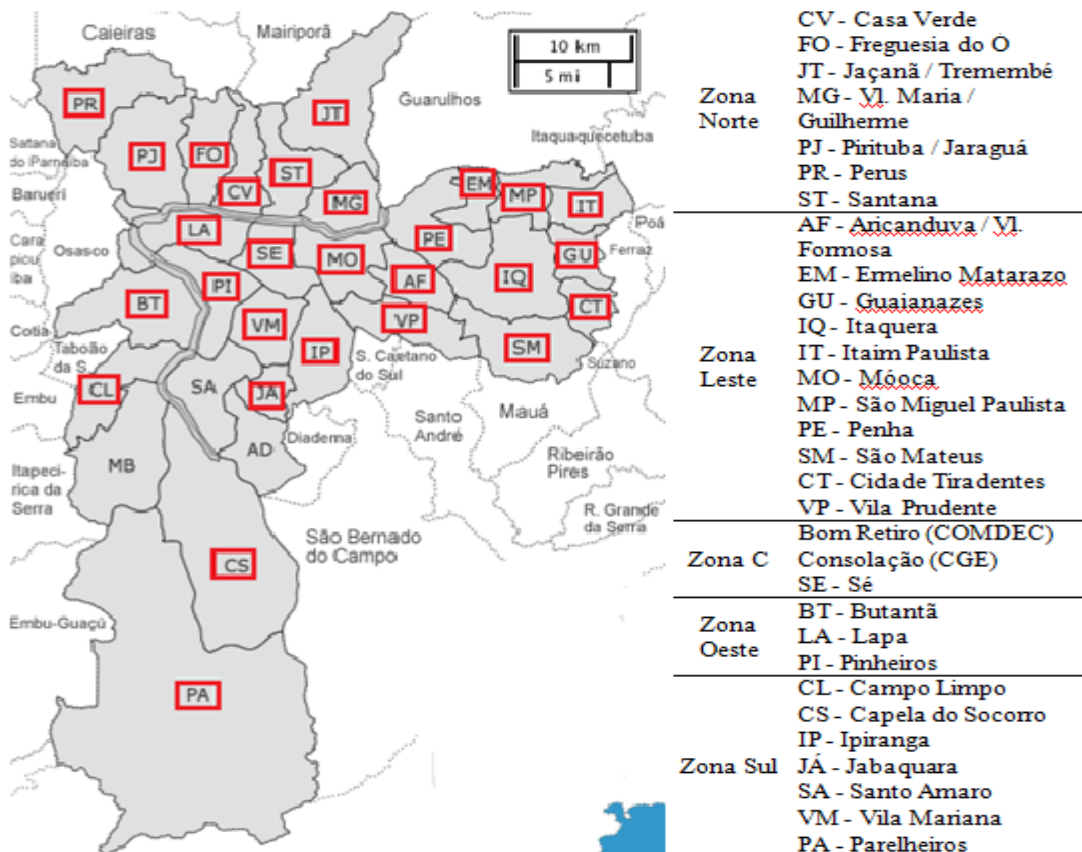 Caieiras
Mairiporã
10 km
5 mi
PR
JT
Guarulhos
Itaquaquecetuba
Santana
do Parnaíba
PJ
FO
ST
EM
MP
IT
CV
MG
Barueri
Poá
LA
PE
Cara
picuí
iba
Osasco
SE
MO
IQ
GU
Ferraz
AF
PI
BT
CT
VP
VM
Cotia
IP
SM
Taboão
da S.
S. Caetano
do Sul
Suzano
CL
SA
JA
Embu
Mauá
Santo
André
Diadema
AD
MB
Itapeci-
rica da
Serra
Ribeirão
Pires
R. Grande
da Serra
São Bernado
do Campo
CS
Embu-Guaçú
PA
Zona
Norte
CV - Casa Verde
FO - Freguesia do Ó
JT - Jaçanã / Tremembé
MG - Vl. Maria /
Guilherme
PJ - Pirituba / Jaraguá
PR - Perus
ST - Santana
Zona
Leste
AF - Aricanduva / Vl.
Formosa
EM - Ermelino Matarazo
GU - Guaianazes
IQ - Itaquera
IT - Itaim Paulista
MO - Móoca
MP - São Miguel Paulista
PE - Penha
SM - São Mateus
CT - Cidade Tiradentes
VP - Vila Prudente
Zona C
Bom Retiro (COMDEC)
Consolação (CGE)
SE - Sé
Zona
Oeste
BT - Butantã
LA - Lapa
PI - Pinheiros
Zona Sul
CL - Campo Limpo
CS - Capela do Socorro
IP - Ipiranga
JÁ - Jabaquara
SA - Santo Amaro
VM - Vila Mariana
PA - Parelheiros